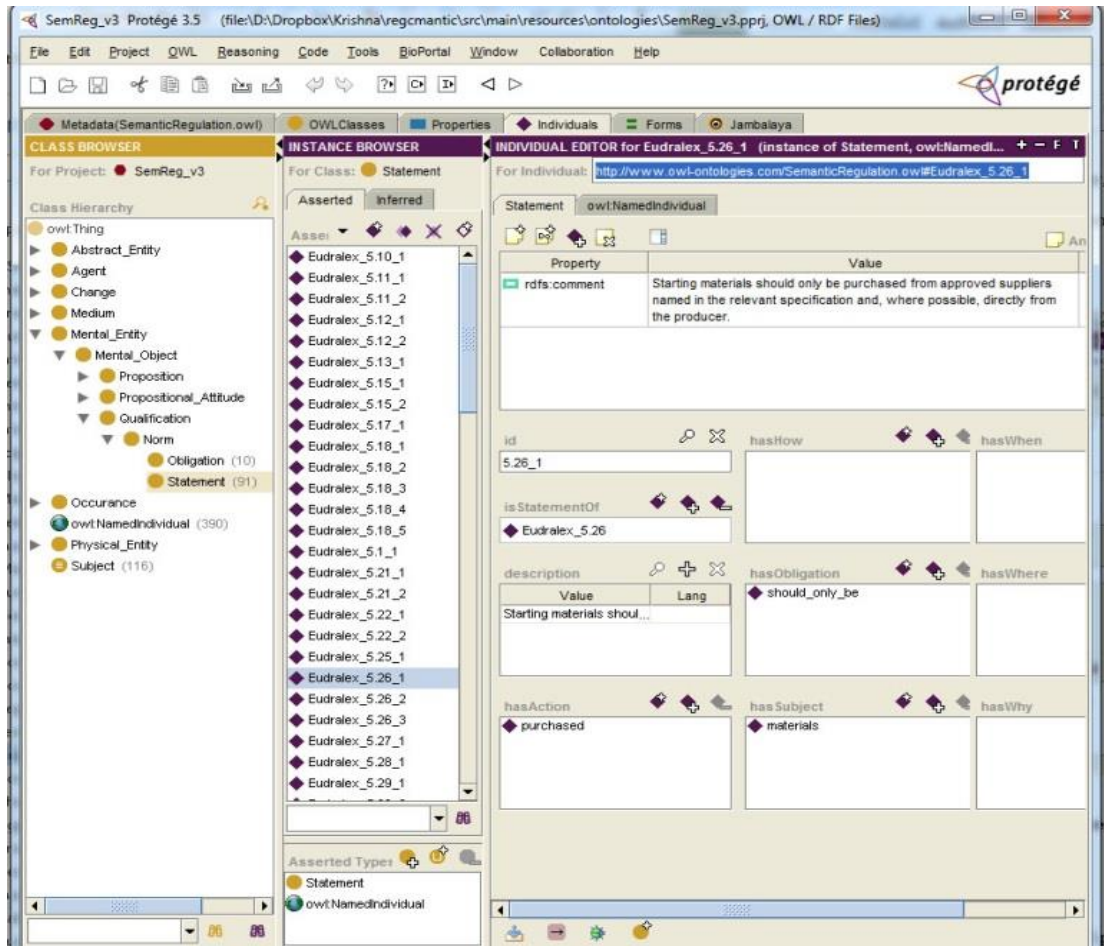 SemReg_v3 Protégé 3.5 (file:\D:\Dropbox\Krishna\regcmantic\src\main\resources\ontologies\SemReg_v3.pprj, OWL / RDF Files)
File Edit Project OWL Reasoning Code Tools BioPortal Window Collaboration Help
protégé
Metadata(SemanticRegulation.owl) OWLClasses Properties Individuals Forms Jambalaya
CLASS BROWSER
For Project: SemReg_v3
Class Hierarchy
owl:Thing
Abstract_Entity
Agent
Change
Medium
Mental_Entity
Mental_Object
Proposition
Propositional_Attitude
Qualification
Norm
Obligation (10)
Statement (91)
Occurance
owl:NamedIndividual (390)
Physical_Entity
Subject (116)
INSTANCE BROWSER
For Class: Statement
Asserted Inferred
Asse
Eudralex_5.10_1
Eudralex_5.11_1
Eudralex_5.11_2
Eudralex_5.12_1
Eudralex_5.12_2
Eudralex_5.13_1
Eudralex_5.15_1
Eudralex_5.15_2
Eudralex_5.17_1
Eudralex_5.18_1
Eudralex_5.18_2
Eudralex_5.18_3
Eudralex_5.18_4
Eudralex_5.18_5
Eudralex_5.1_1
Eudralex_5.21_1
Eudralex_5.21_2
Eudralex_5.22_1
Eudralex_5.22_2
Eudralex_5.25_1
Eudralex_5.26_1
Eudralex_5.26_2
Eudralex_5.26_3
Eudralex_5.27_1
Eudralex_5.28_1
Eudralex_5.29_1
Asserted Types
Statement
owl:NamedIndividual
INDIVIDUAL EDITOR for Eudralex_5.26_1 (instance of Statement, owl:NamedI... + − F T
For Individual: http://www.owl-ontologies.com/SemanticRegulation.owl#Eudralex_5.26_1
Statement owl:NamedIndividual
An
Property Value
rdfs:comment Starting materials should only be purchased from approved suppliers
named in the relevant specification and, where possible, directly from
the producer.
id hasHow hasWhen
5.26_1
isStatementOf
Eudralex_5.26
description hasObligation hasWhere
Value Lang should_only_be
Starting materials shoul...
hasAction hasSubject hasWhy
purchased materials